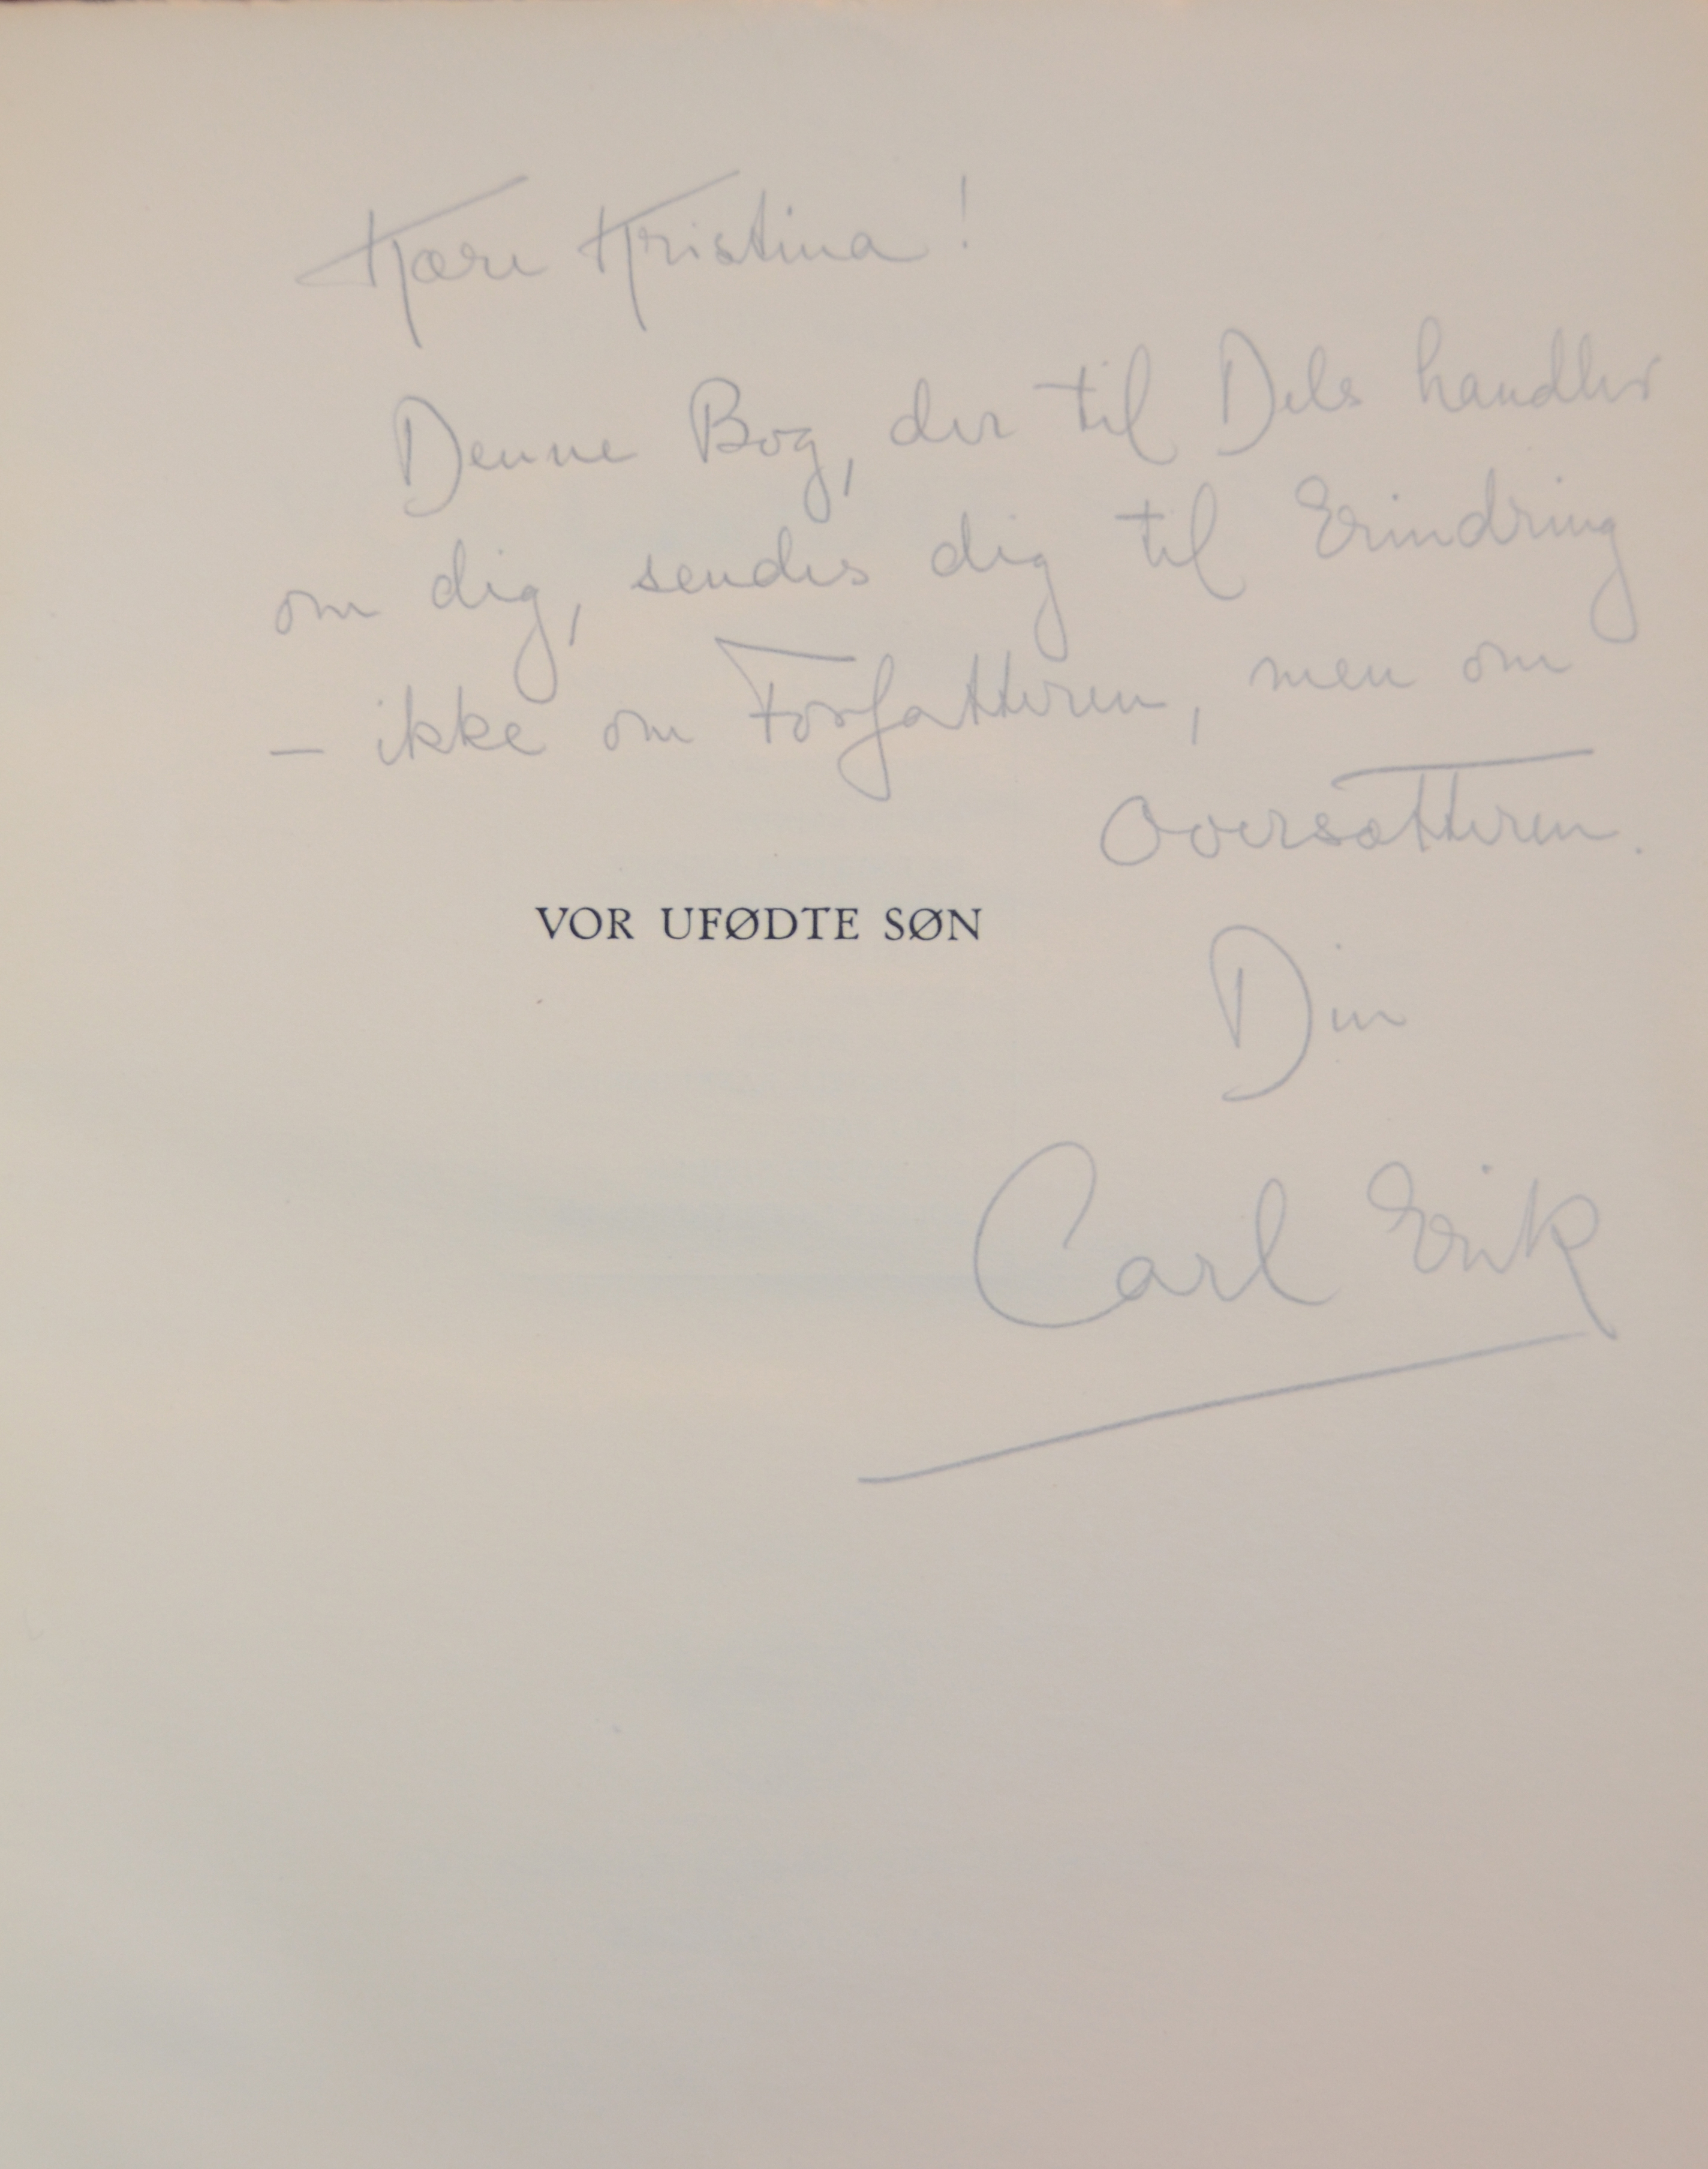 Kære Kristina!
Denne Bog, der til Dels handler
om dig, sendes dig til Erindring
– ikke om Forfatteren, men om
Oversætteren.
VOR UFØDTE SØN
Din
Carl Erik